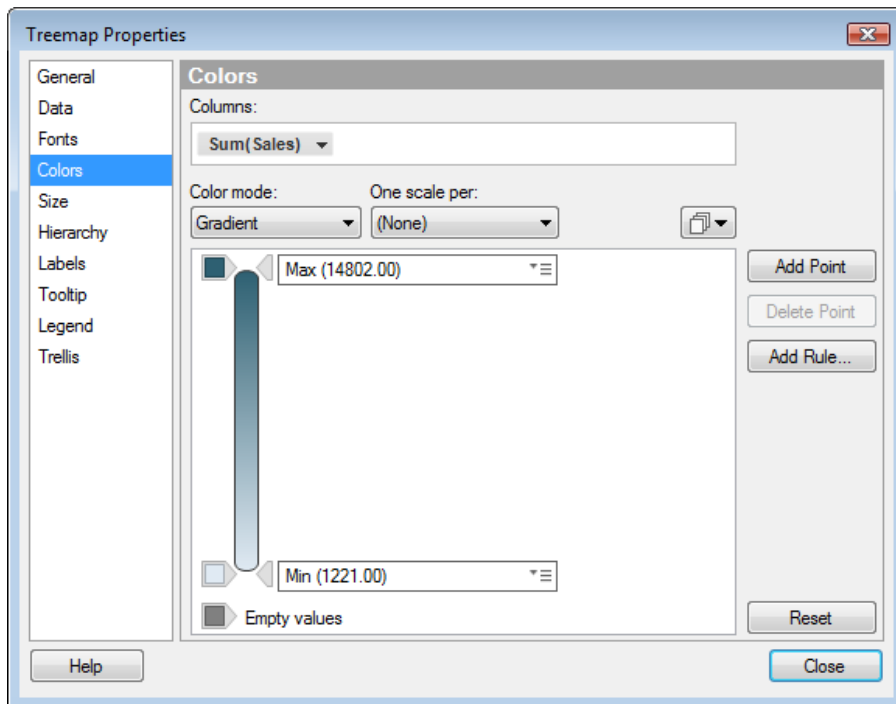 Treemap Properties
General
Data
Fonts
Colors
Size
Hierarchy
Labels
Tooltip
Legend
Trellis
Colors
Columns:
Sum(Sales)
Color mode:
One scale per:
Gradient
(None)
Max (14802.00)
Min (1221.00)
Empty values
Add Point
Delete Point
Add Rule...
Reset
Help
Close